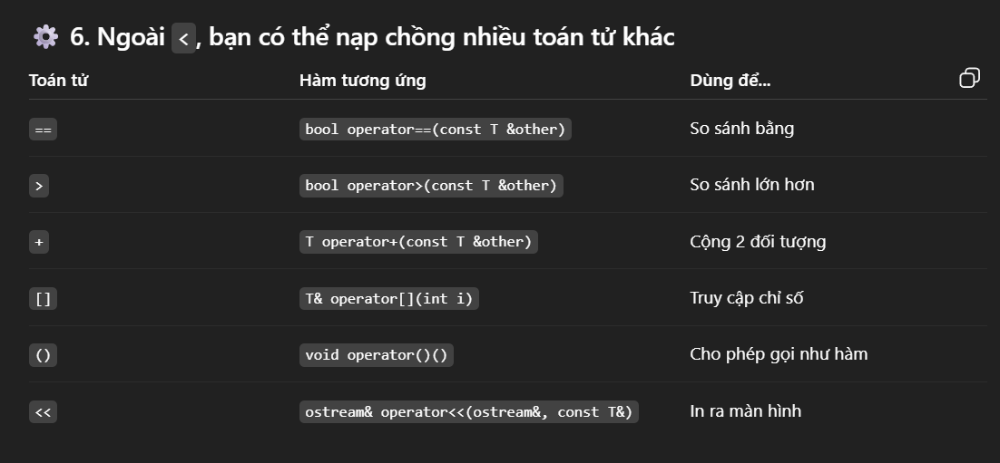 ⚙️ 6. Ngoài <, bạn có thể nạp chồng nhiều toán tử khác
Toán tử Hàm tương ứng Dùng để...
== bool operator==(const T &other) So sánh bằng
> bool operator>(const T &other) So sánh lớn hơn
+ T operator+(const T &other) Cộng 2 đối tượng
[] T& operator[](int i) Truy cập chỉ số
() void operator()() Cho phép gọi như hàm
<< ostream& operator<<(ostream&, const T&) In ra màn hình